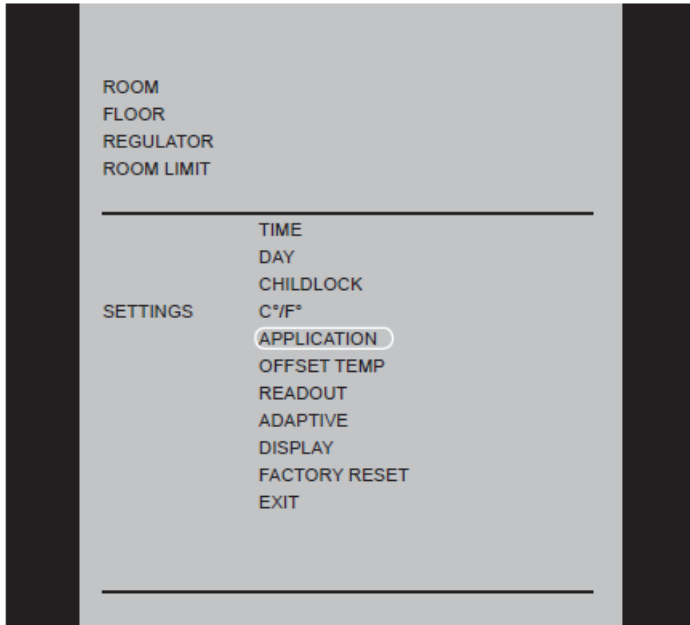 ROOM
FLOOR
REGULATOR
ROOM LIMIT
TIME
DAY
CHILDLOCK
SETTINGS C°/F°
APPLICATION
OFFSET TEMP
READOUT
ADAPTIVE
DISPLAY
FACTORY RESET
EXIT